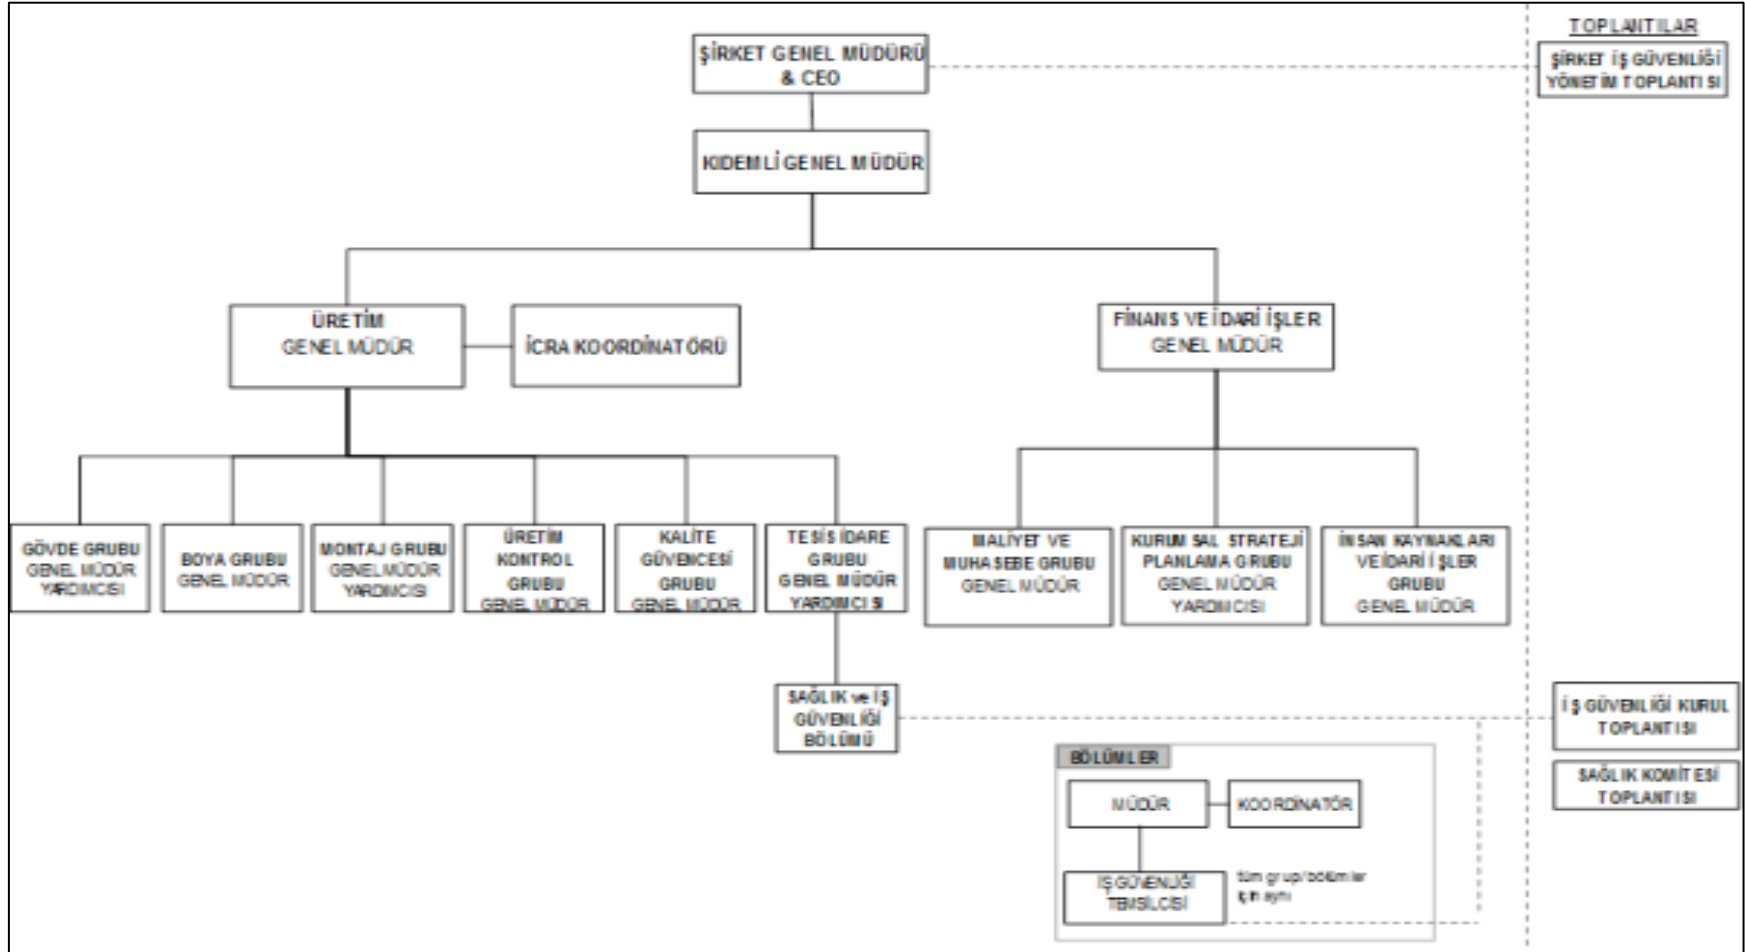 TOPLANTILAR
ŞİRKET GENEL MÜDÜRÜ
& CEO
ŞİRKET İŞ GÜVENLİĞİ
YÖNETİM TOPLANTISI
KIDEMLİ GENEL MÜDÜR
ÜRETİM
GENEL MÜDÜR
İCRA KOORDİNATÖRÜ
FİNANS VE İDARİ İŞLER
GENEL MÜDÜR
GÖVDE GRUBU
GENEL MÜDÜR
YARDIMCISI
BOYA GRUBU
GENEL MÜDÜR
MONTAJ GRUBU
GENEL MÜDÜR
YARDIMCISI
ÜRETİM
KONTROL
GRUBU
GENEL MÜDÜR
KALİTE
GÜVENCESİ
GRUBU
GENEL MÜDÜR
TESİS İDARE
GRUBU
GENEL MÜDÜR
YARDIMCISI
MALİYET VE
MUHASEBE GRUBU
GENEL MÜDÜR
KURUMSAL STRATEJİ
PLANLAMA GRUBU
GENEL MÜDÜR
YARDIMCISI
İNSAN KAYNAKLARI
VE İDARİ İŞLER
GRUBU
GENEL MÜDÜR
SAĞLIK ve İŞ
GÜVENLİĞİ
BÖLÜMÜ
İŞ GÜVENLİĞİ KURUL
TOPLANTISI
SAĞLIK KOMİTESİ
TOPLANTISI
BÖLÜMLER
MÜDÜR
KOORDİNATÖR
İŞ GÜVENLİĞİ
TEMSİLCİSİ
tüm grup/bölümler
için aynı